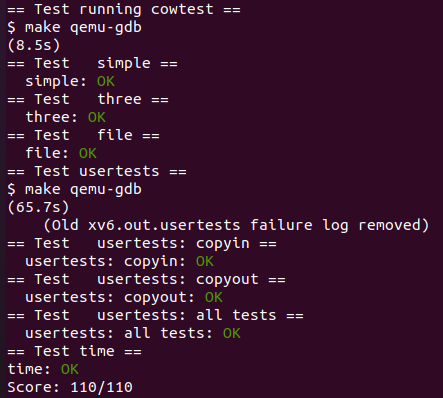 == Test running cowtest ==
$ make qemu-gdb
(8.5s)
== Test   simple ==
  simple: OK
== Test   three ==
  three: OK
== Test   file ==
  file: OK
== Test usertests ==
$ make qemu-gdb
(65.7s)
    (Old xv6.out.usertests failure log removed)
== Test   usertests: copyin ==
  usertests: copyin: OK
== Test   usertests: copyout ==
  usertests: copyout: OK
== Test   usertests: all tests ==
  usertests: all tests: OK
== Test time ==
time: OK
Score: 110/110